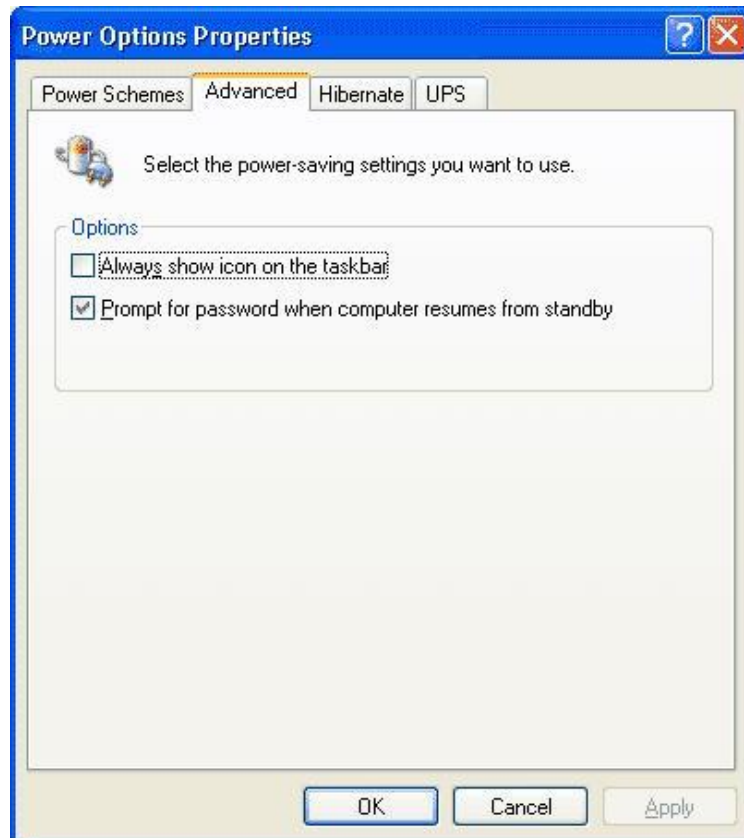 Power Options Properties
Power Schemes Advanced Hibernate UPS
Select the power-saving settings you want to use.
Options
Always show icon on the taskbar
Prompt for password when computer resumes from standby
OK Cancel Apply